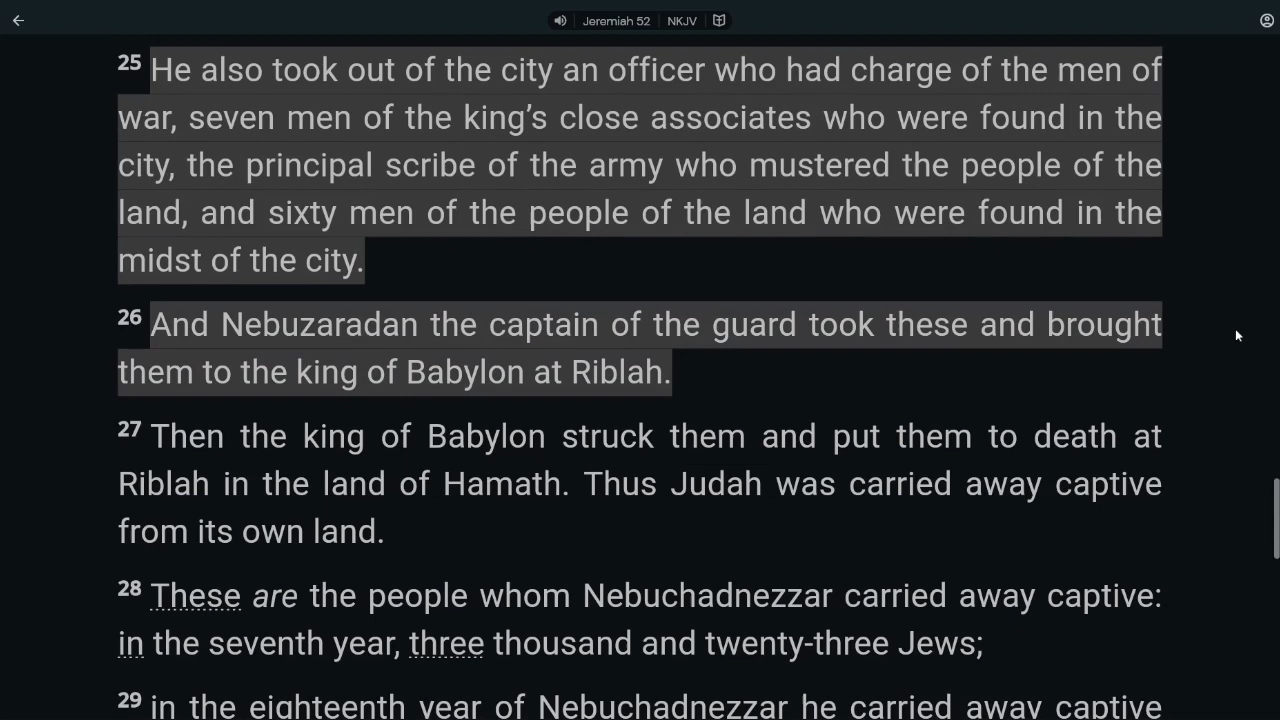 Jeremiah 52 NKJV
25 He also took out of the city an officer who had charge of the men of
war, seven men of the king’s close associates who were found in the
city, the principal scribe of the army who mustered the people of the
land, and sixty men of the people of the land who were found in the
midst of the city.
26 And Nebuzaradan the captain of the guard took these and brought
them to the king of Babylon at Riblah.
27 Then the king of Babylon struck them and put them to death at
Riblah in the land of Hamath. Thus Judah was carried away captive
from its own land.
28 These are the people whom Nebuchadnezzar carried away captive:
in the seventh year, three thousand and twenty-three Jews;
29 in the eighteenth year of Nebuchadnezzar he carried away captive